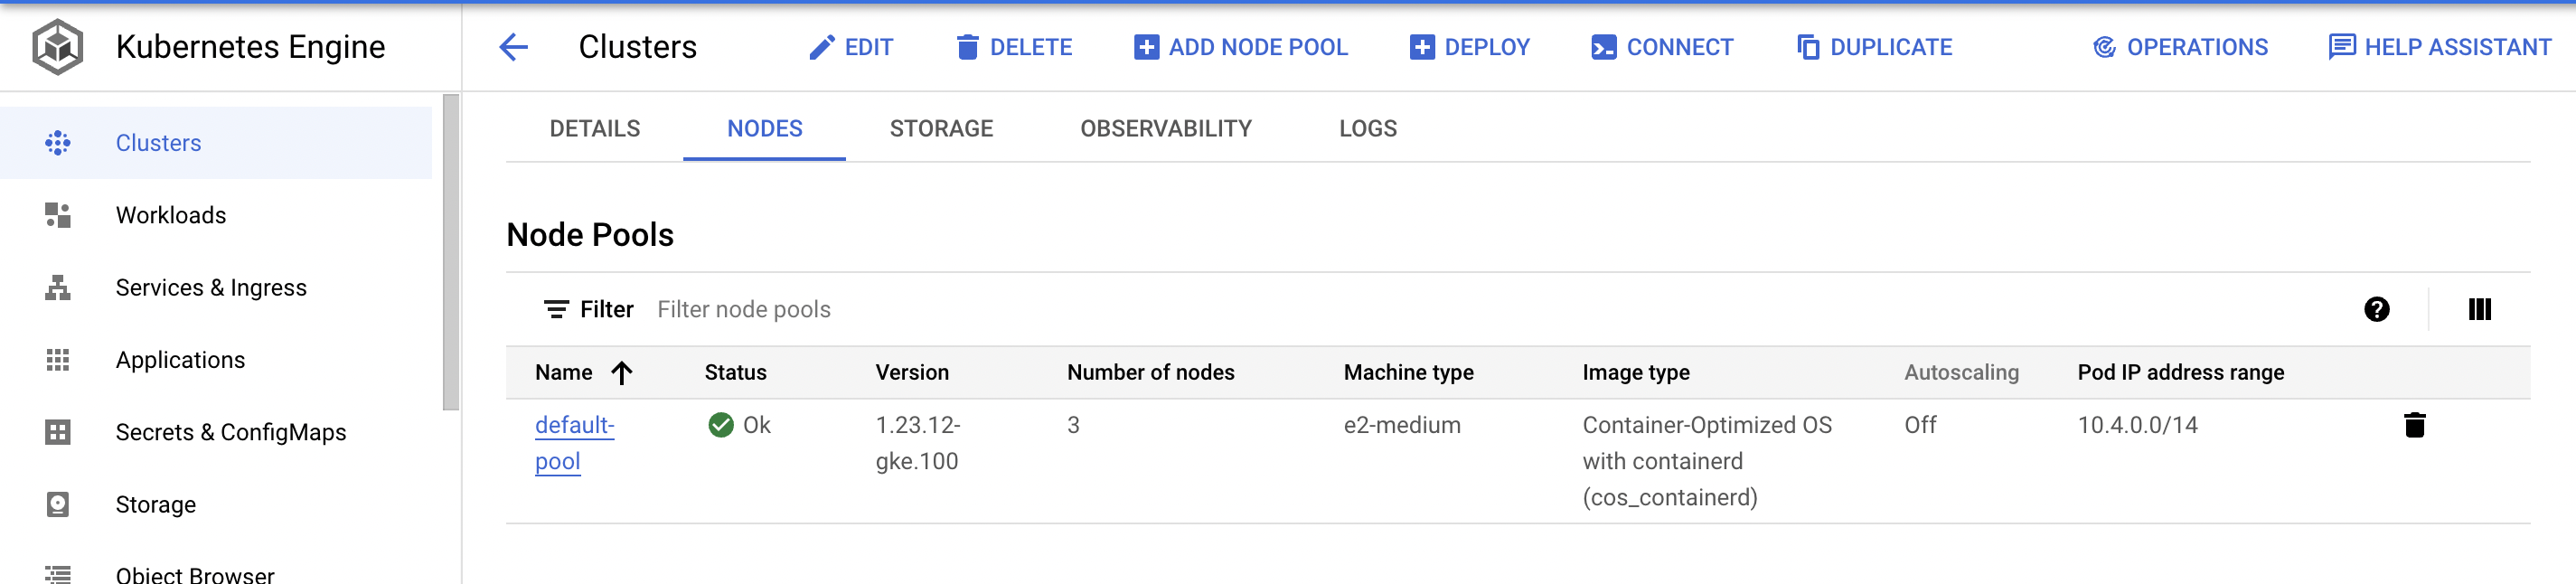 Kubernetes Engine
Clusters
EDIT
DELETE
ADD NODE POOL
DEPLOY
CONNECT
DUPLICATE
OPERATIONS
HELP ASSISTANT
Clusters
Workloads
Services & Ingress
Applications
Secrets & ConfigMaps
Storage
Object Browser
DETAILS
NODES
STORAGE
OBSERVABILITY
LOGS
Node Pools
Filter Filter node pools
Name Status Version Number of nodes Machine type Image type Autoscaling Pod IP address range
default- Ok 1.23.12- 3 e2-medium Container-Optimized OS Off 10.4.0.0/14
pool gke.100 with containerd
(cos_containerd)